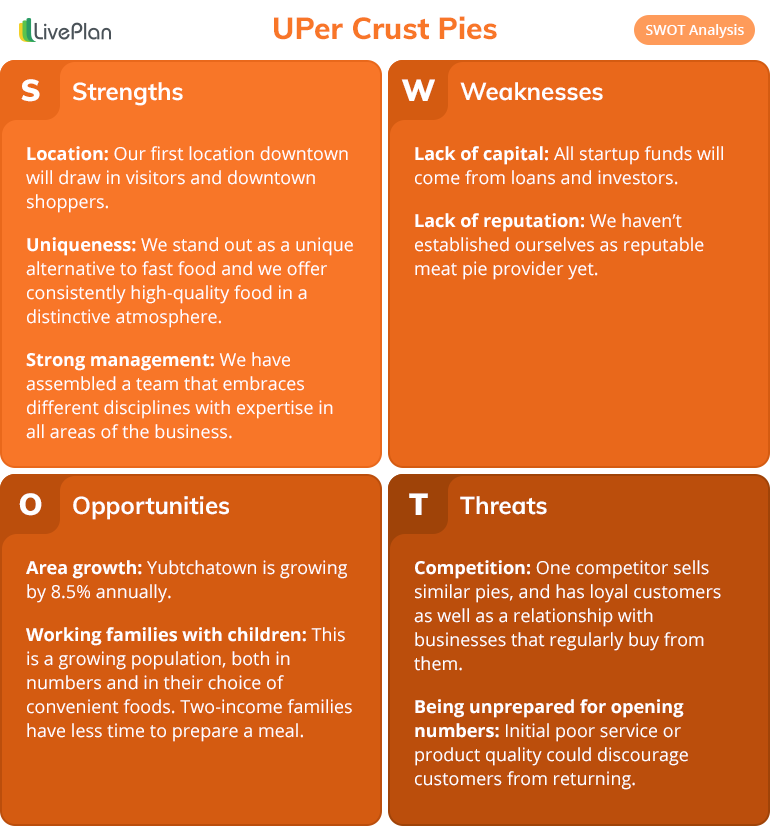 LivePlan
UPer Crust Pies
SWOT Analysis
S
Strengths
Location: Our first location downtown
will draw in visitors and downtown
shoppers.
Uniqueness: We stand out as a unique
alternative to fast food and we offer
consistently high-quality food in a
distinctive atmosphere.
Strong management: We have
assembled a team that embraces
different disciplines with expertise in
all areas of the business.
W
Weaknesses
Lack of capital: All startup funds will
come from loans and investors.
Lack of reputation: We haven’t
established ourselves as reputable
meat pie provider yet.
O
Opportunities
Area growth: Yubtchatown is growing
by 8.5% annually.
Working families with children: This
is a growing population, both in
numbers and in their choice of
convenient foods. Two-income families
have less time to prepare a meal.
T
Threats
Competition: One competitor sells
similar pies, and has loyal customers
as well as a relationship with
businesses that regularly buy from
them.
Being unprepared for opening
numbers: Initial poor service or
product quality could discourage
customers from returning.